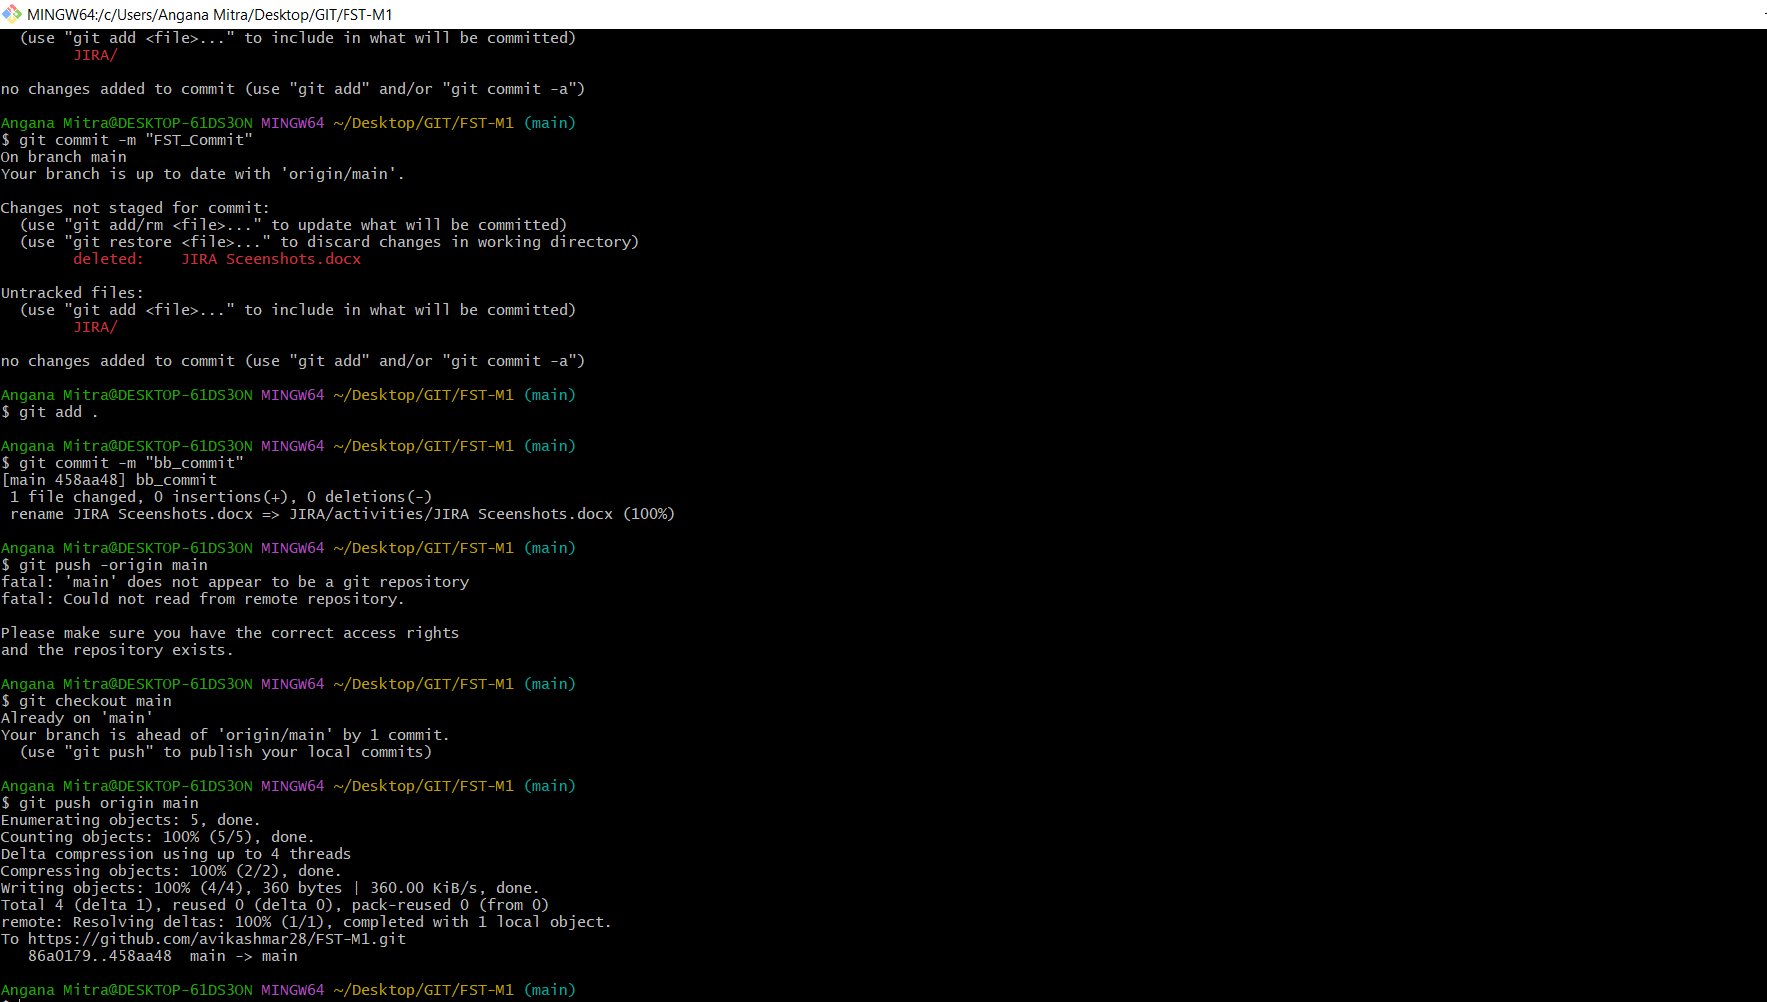 MINGW64:/c/Users/Angana Mitra/Desktop/GIT/FST-M1
(use "git add <file>..." to include in what will be committed)
JIRA/
no changes added to commit (use "git add" and/or "git commit -a")
Angana Mitra@DESKTOP-61DS3ON MINGW64 ~/Desktop/GIT/FST-M1 (main)
$ git commit -m "FST_Commit"
On branch main
Your branch is up to date with 'origin/main'.
Changes not staged for commit:
(use "git add/rm <file>..." to update what will be committed)
(use "git restore <file>..." to discard changes in working directory)
deleted:    JIRA Sceenshots.docx
Untracked files:
(use "git add <file>..." to include in what will be committed)
JIRA/
no changes added to commit (use "git add" and/or "git commit -a")
Angana Mitra@DESKTOP-61DS3ON MINGW64 ~/Desktop/GIT/FST-M1 (main)
$ git add .
Angana Mitra@DESKTOP-61DS3ON MINGW64 ~/Desktop/GIT/FST-M1 (main)
$ git commit -m "bb_commit"
[main 458aa48] bb_commit
1 file changed, 0 insertions(+), 0 deletions(-)
rename JIRA Sceenshots.docx => JIRA/activities/JIRA Sceenshots.docx (100%)
Angana Mitra@DESKTOP-61DS3ON MINGW64 ~/Desktop/GIT/FST-M1 (main)
$ git push -origin main
fatal: 'main' does not appear to be a git repository
fatal: Could not read from remote repository.
Please make sure you have the correct access rights
and the repository exists.
Angana Mitra@DESKTOP-61DS3ON MINGW64 ~/Desktop/GIT/FST-M1 (main)
$ git checkout main
Already on 'main'
Your branch is ahead of 'origin/main' by 1 commit.
(use "git push" to publish your local commits)
Angana Mitra@DESKTOP-61DS3ON MINGW64 ~/Desktop/GIT/FST-M1 (main)
$ git push origin main
Enumerating objects: 5, done.
Counting objects: 100% (5/5), done.
Delta compression using up to 4 threads
Compressing objects: 100% (2/2), done.
Writing objects: 100% (4/4), 360 bytes | 360.00 KiB/s, done.
Total 4 (delta 1), reused 0 (delta 0), pack-reused 0 (from 0)
remote: Resolving deltas: 100% (1/1), completed with 1 local object.
To https://github.com/avikashmar28/FST-M1.git
86a0179..458aa48  main -> main
Angana Mitra@DESKTOP-61DS3ON MINGW64 ~/Desktop/GIT/FST-M1 (main)